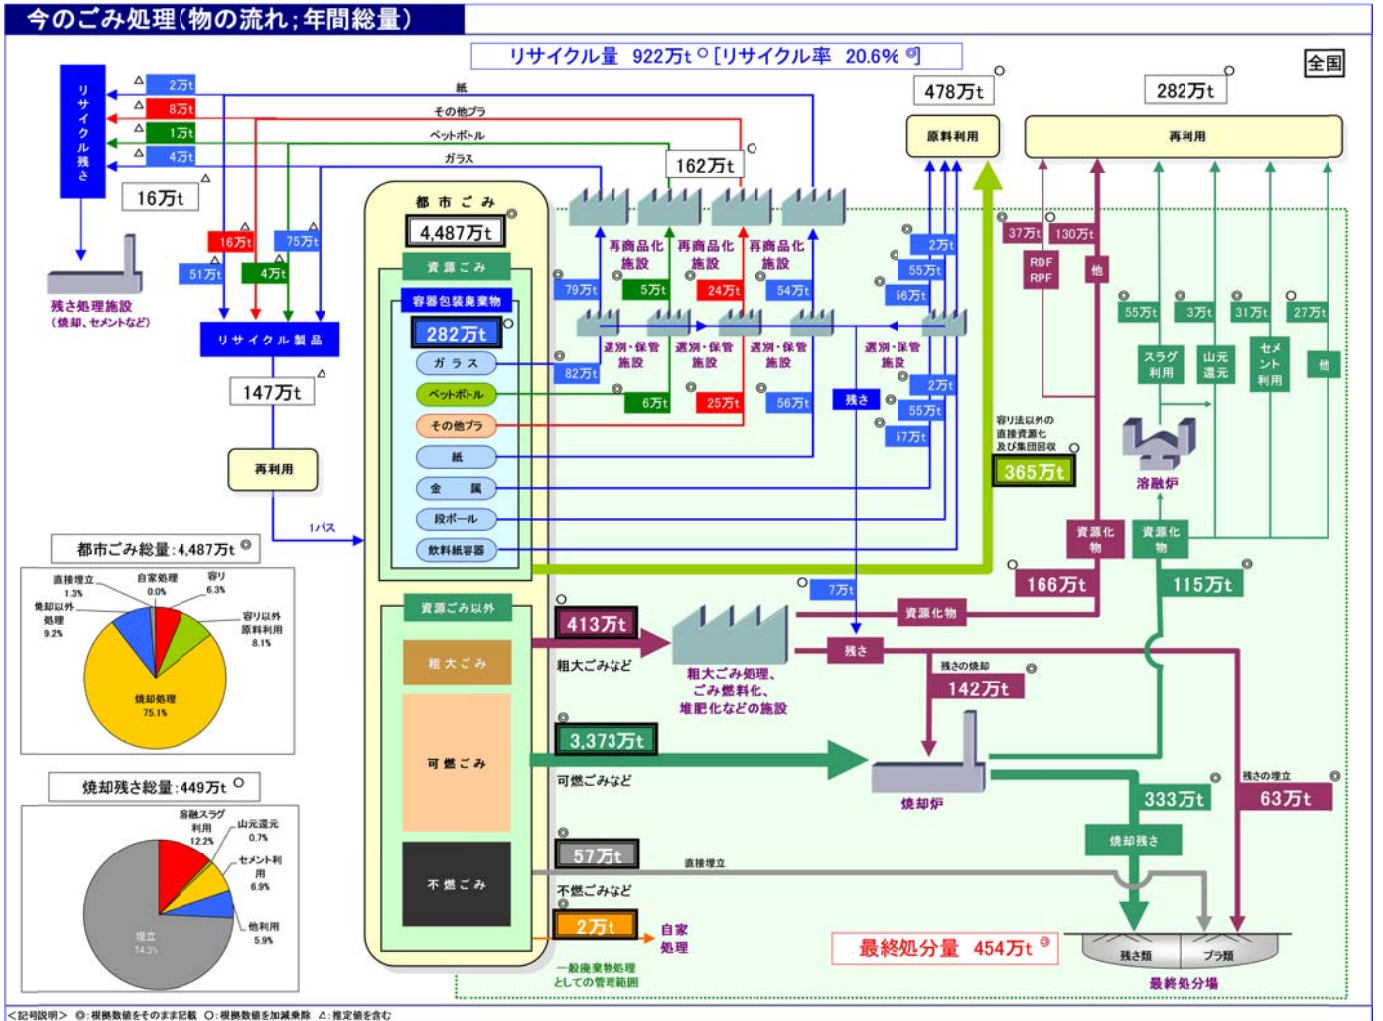 今のごみ処理(物の流れ;年間総量)
リサイクル量 922万t○[リサイクル率 20.6%◎]
全国
リサイクル残さ
△ 2万t
△ 8万t
△ 1万t
△ 4万t
16万t △
紙
その他プラ
ペットボトル
ガラス
162万t ○
478万t ○
原料利用
282万t ○
再利用
残さ処理施設
(焼却、セメントなど)
16万t △
75万t △
51万t △
4万t △
リサイクル製品
147万t △
再利用
1パス
都市ごみ
4,487万t ◎
資源ごみ
容器包装廃棄物
282万t ○
ガラス
ペットボトル
その他プラ
紙
金属
段ボール
飲料紙容器
再商品化
施設
再商品化
施設
再商品化
施設
◎ 79万t
◎ 5万t
◎ 24万t
◎ 54万t
◎ 2万t
◎ 55万t
選別・保管
施設
選別・保管
施設
選別・保管
施設
選別・保管
施設
◎ 82万t
◎ 6万t
◎ 25万t
◎ 56万t
残さ
◎ 2万t
◎ 55万t
容り法以外の
直接資源化
及び集団回収
365万t ○
○ 7万t
◎ 37万t
○ 130万t
RDF
RPF
他
◎ 55万t
◎ 3万t
◎ 31万t
○ 27万t
スラグ
利用
山元
還元
セメ
ント
利用
他
溶融炉
資源化
物
資源化
物
166万t ○
115万t ◎
資源ごみ以外
粗大ごみ
可燃ごみ
不燃ごみ
○ 413万t
粗大ごみなど
粗大ごみ処理、
ごみ燃料化、
堆肥化などの施設
資源化物
残さ
残さの焼却
142万t ◎
◎ 3,373万t
可燃ごみなど
焼却炉
333万t ◎
焼却残さ
残さの埋立 ◎
63万t
◎ 57万t
不燃ごみなど
直接埋立
◎ 2万t
自家
処理
一般廃棄物処理
としての管理範囲
最終処分量 454万t ◎
残さ類
プラ類
最終処分場
都市ごみ総量:4,487万t ◎
直接埋立
1.3%
自家処理
0.0%
容り
6.3%
焼却以外
処理
9.2%
容り以外
原料利用
8.1%
焼却処理
75.1%
焼却残さ総量:449万t ○
溶融スラグ
利用
12.2%
山元還元
0.7%
セメント利
用
6.9%
他利用
5.9%
埋立
74.3%
<記号説明> ◎:根拠数値をそのまま記載 ○:根拠数値を加減乗除 △:推定値を含む